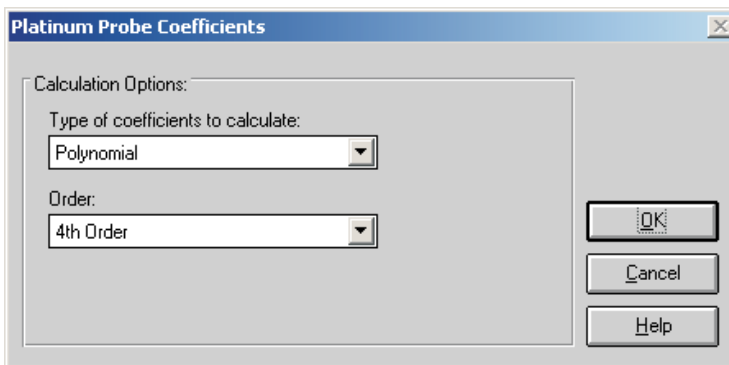 Platinum Probe Coefficients
Calculation Options:
Type of coefficients to calculate:
Polynomial
Order:
4th Order
OK
Cancel
Help